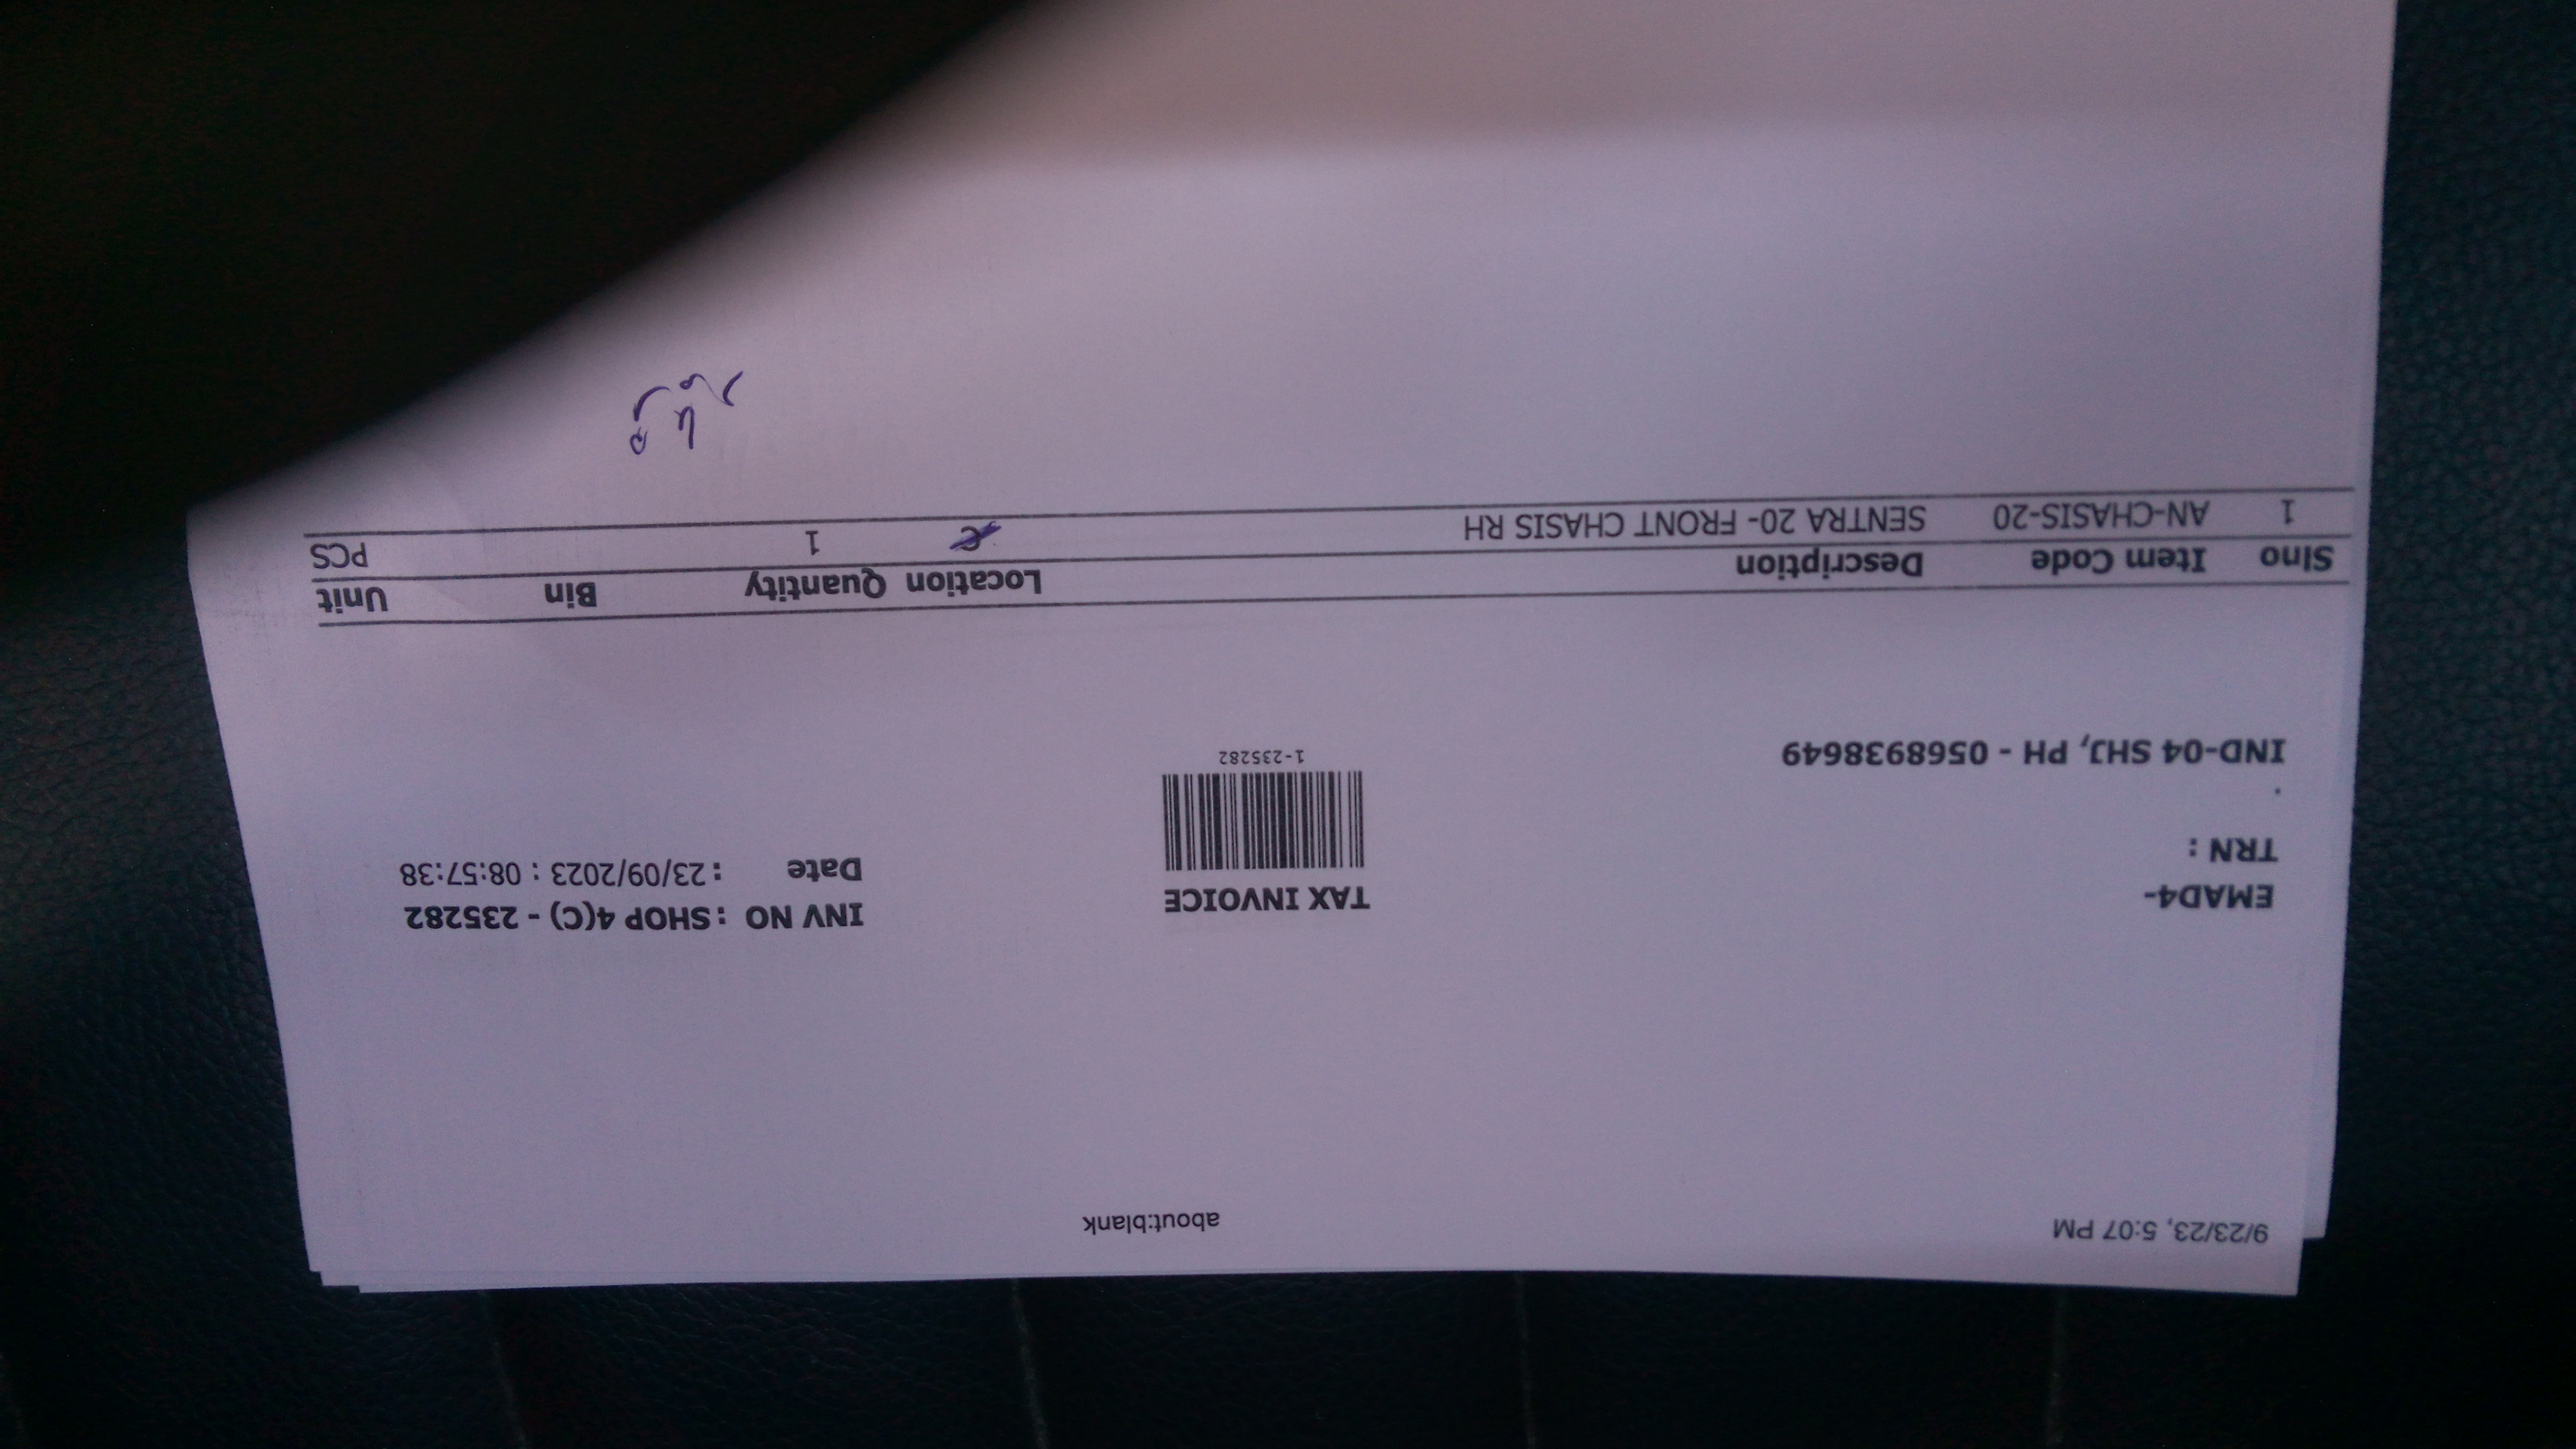 9/23/23, 5:07 PM about:blank
EMAD4- TAX INVOICE INV NO : SHOP 4(C) - 235282
TRN : Date : 23/09/2023 : 08:57:38
.
IND-04 SHJ, PH - 0568938649 1-235282
Slno Item Code Description Location Quantity Bin Unit
1 AN-CHASIS-20 SENTRA 20- FRONT CHASIS RH C 1 PCS